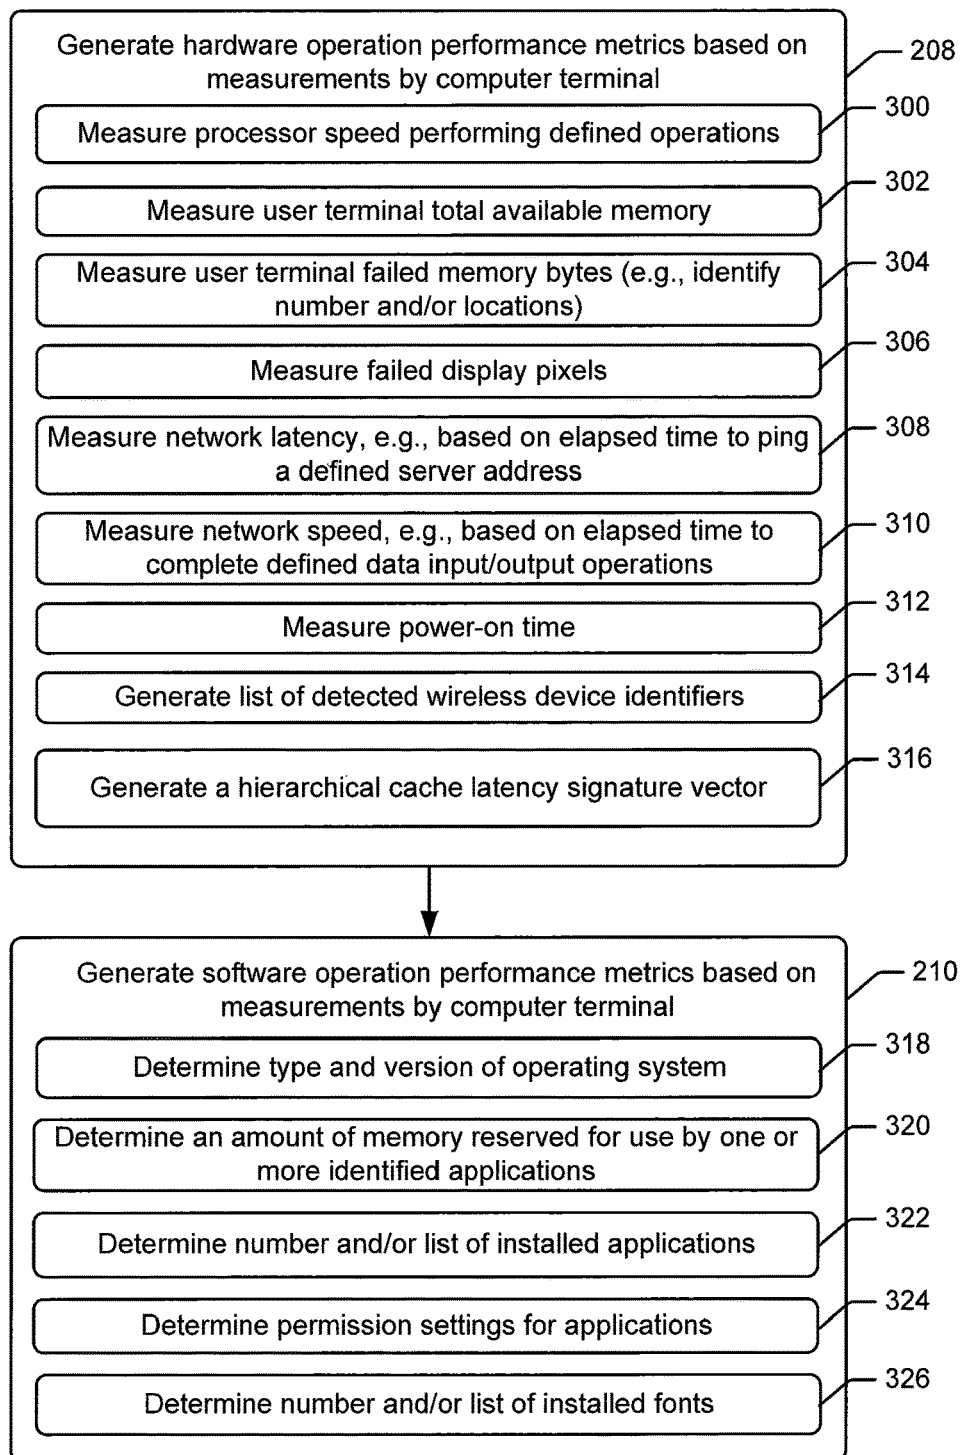 Generate hardware operation performance metrics based on
measurements by computer terminal
208
Measure processor speed performing defined operations
300
Measure user terminal total available memory
302
Measure user terminal failed memory bytes (e.g., identify
number and/or locations)
304
Measure failed display pixels
306
Measure network latency, e.g., based on elapsed time to ping
a defined server address
308
Measure network speed, e.g., based on elapsed time to
complete defined data input/output operations
310
Measure power-on time
312
Generate list of detected wireless device identifiers
314
Generate a hierarchical cache latency signature vector
316
Generate software operation performance metrics based on
measurements by computer terminal
210
Determine type and version of operating system
318
Determine an amount of memory reserved for use by one or
more identified applications
320
Determine number and/or list of installed applications
322
Determine permission settings for applications
324
Determine number and/or list of installed fonts
326